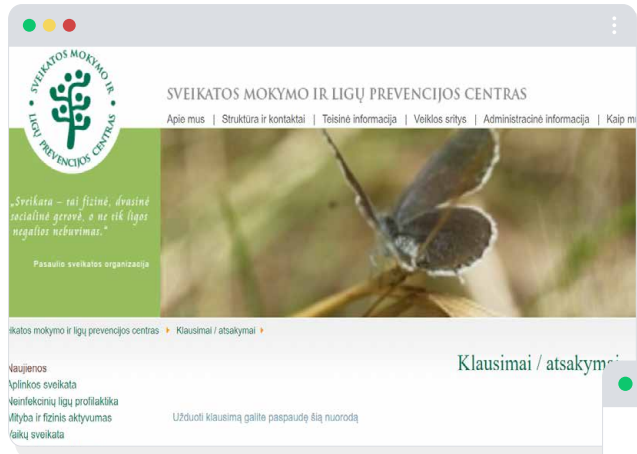 SVEIKATOS MOKYMO IR
LIGŲ PREVENCIJOS CENTRAS
SVEIKATOS MOKYMO IR LIGŲ PREVENCIJOS CENTRAS
Apie mus | Struktūra ir kontaktai | Teisinė informacija | Veiklos sritys | Administracinė informacija | Kaip m
„Sveikata – tai fizinė, dvasinė
socialinė gerovė, o ne tik ligos
negalios nebuvimas.“
Pasaulio sveikatos organizacija
eikatos mokymo ir ligų prevencijos centras Klausimai / atsakymai
Klausimai / atsakymai
Naujienos
Aplinkos sveikata
Neinfekcinių ligų profilaktika
Mityba ir fizinis aktyvumas
Vaikų sveikata
Užduoti klausimą galite paspaudę šią nuorodą